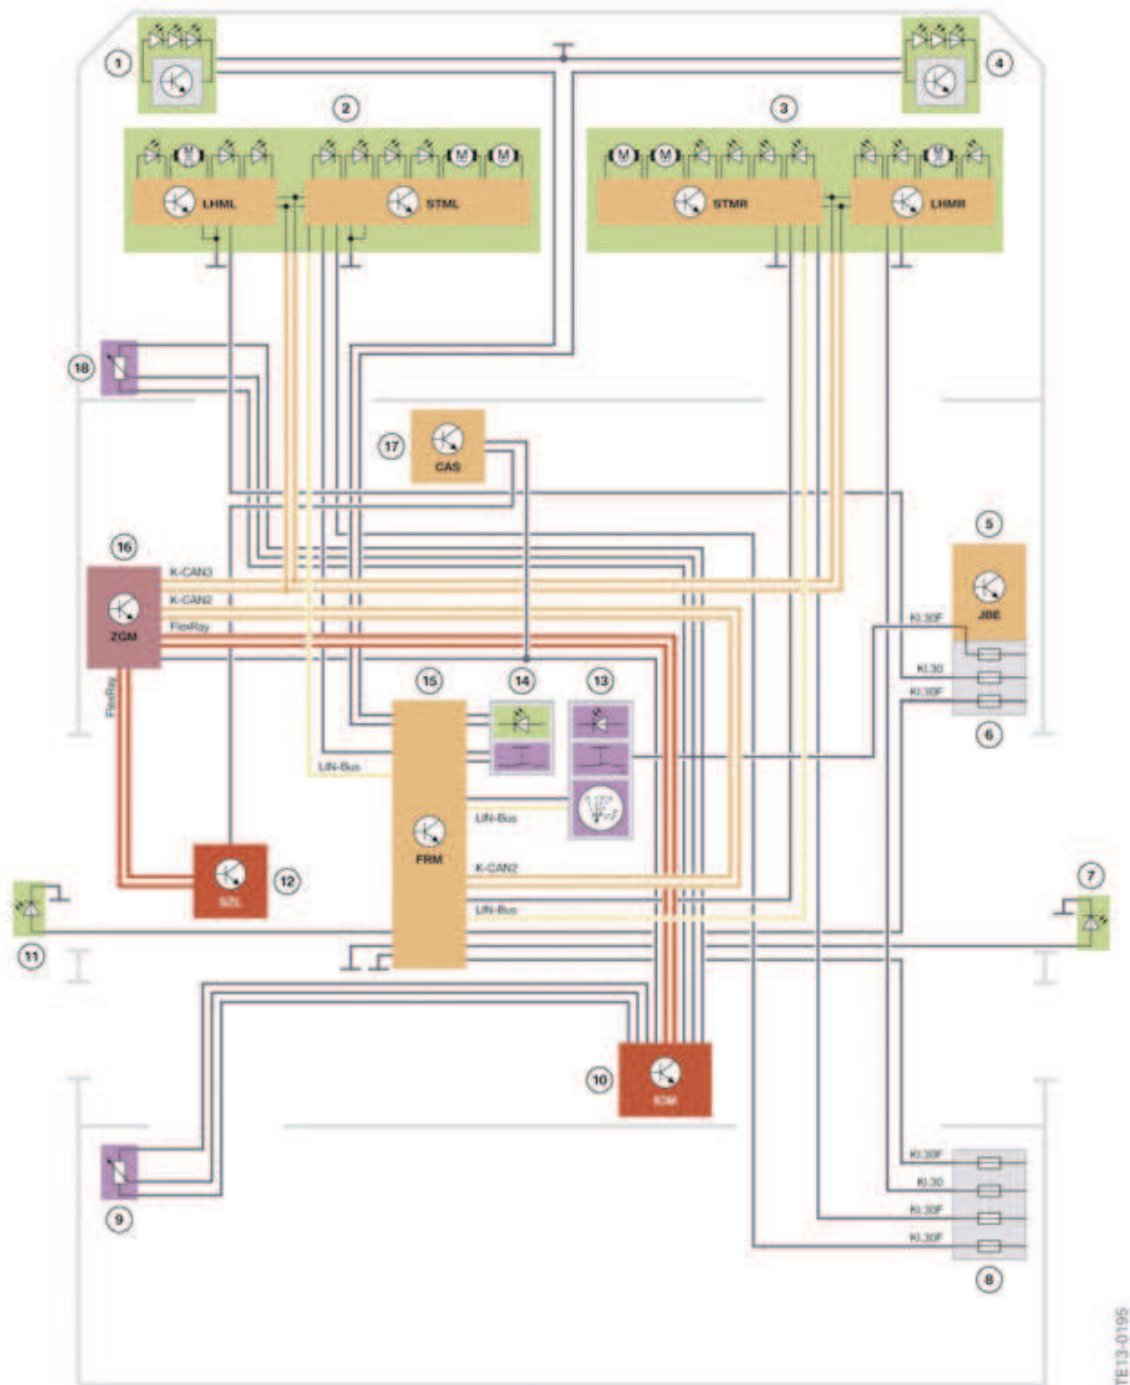 1
4
2
3
M
M
M
M
M
M
LHML
STML
STMR
LHMR
18
17
CAS
5
16
K-CAN3
JBE
K-CAN2
ZGM
Kl.30F
FlexRay
Kl.30
15
14
13
FlexRay
Kl.30F
6
LIN-Bus
LIN-Bus
FRM
K-CAN2
7
SZL
12
LIN-Bus
11
10
ICM
Kl.30F
Kl.30
9
Kl.30F
Kl.30F
8
TE13-0195